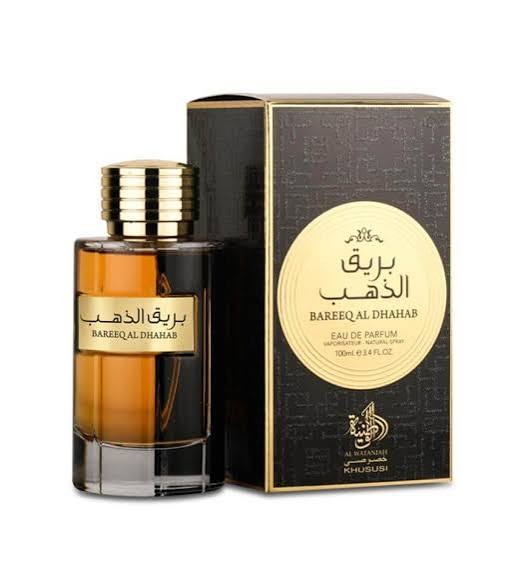 بريق الذهب
BAREEQ AL DHAHAB
بريق
الذهب
BAREEQ AL DHAHAB
EAU DE PARFUM
VAPORISATEUR - NATURAL SPRAY
100ml. e 3.4 FL.OZ.
الوطنية
AL WATANIAH
خصوصي
KHUSUSI